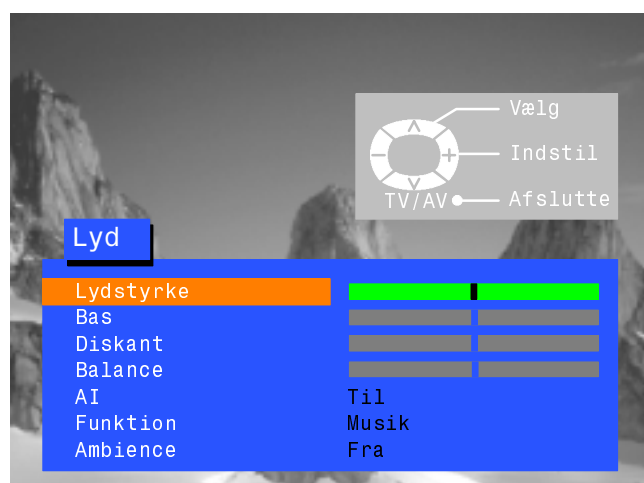 Vælg
Indstil
TV/AV Afslutte
Lyd
Lydstyrke
Bas
Diskant
Balance
AI Til
Funktion Musik
Ambience Fra